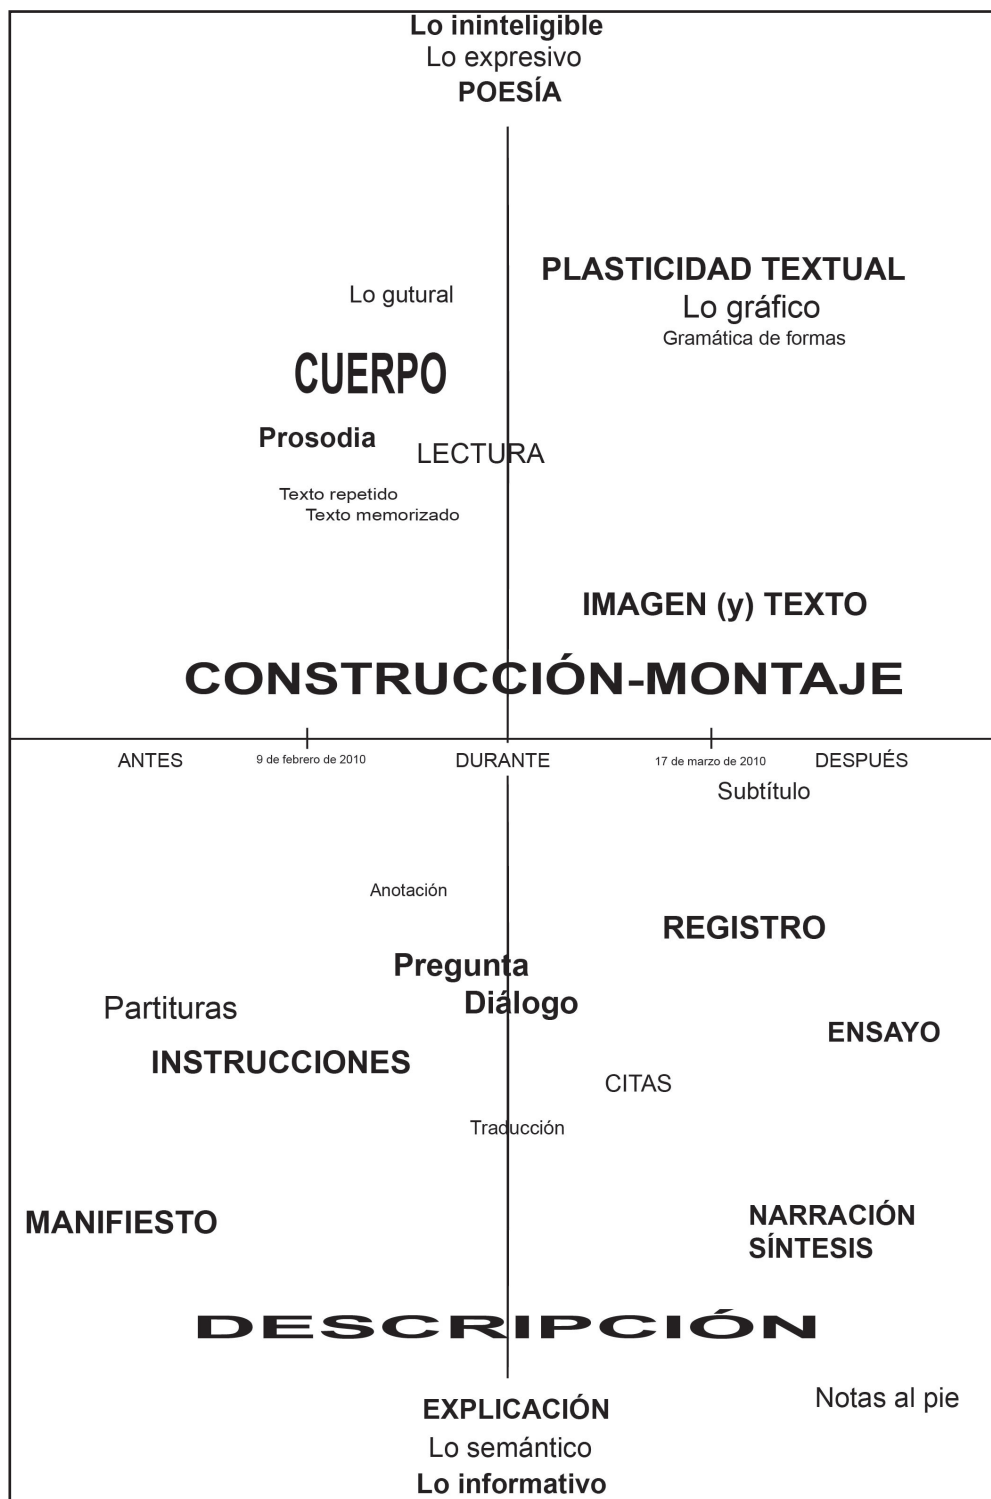 Lo ininteligible
Lo expresivo
POESÍA
PLASTICIDAD TEXTUAL
Lo gutural
Lo gráfico
Gramática de formas
CUERPO
Prosodia
LECTURA
Texto repetido
Texto memorizado
IMAGEN (y) TEXTO
CONSTRUCCIÓN-MONTAJE
ANTES
9 de febrero de 2010
DURANTE
17 de marzo de 2010
DESPUÉS
Subtítulo
Anotación
REGISTRO
Pregunta
Diálogo
Partituras
ENSAYO
INSTRUCCIONES
CITAS
Traducción
MANIFIESTO
NARRACIÓN
SÍNTESIS
DESCRIPCIÓN
Notas al pie
EXPLICACIÓN
Lo semántico
Lo informativo